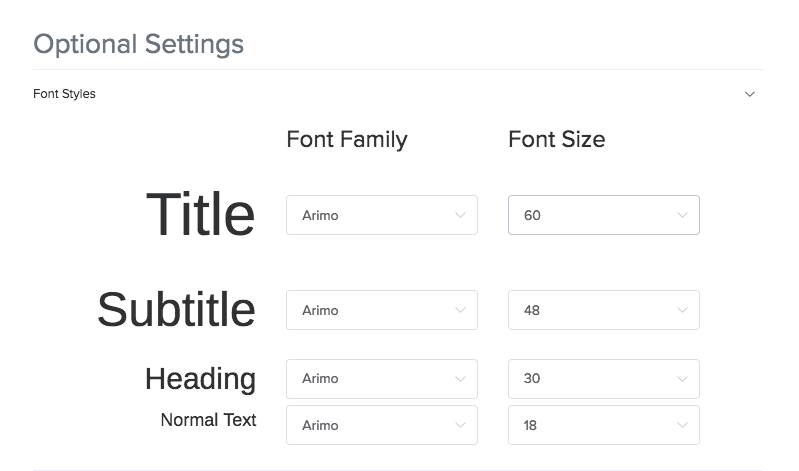 Optional Settings
Font Styles
Font Family Font Size
Title Arimo 60
Subtitle Arimo 48
Heading Arimo 30
Normal Text Arimo 18